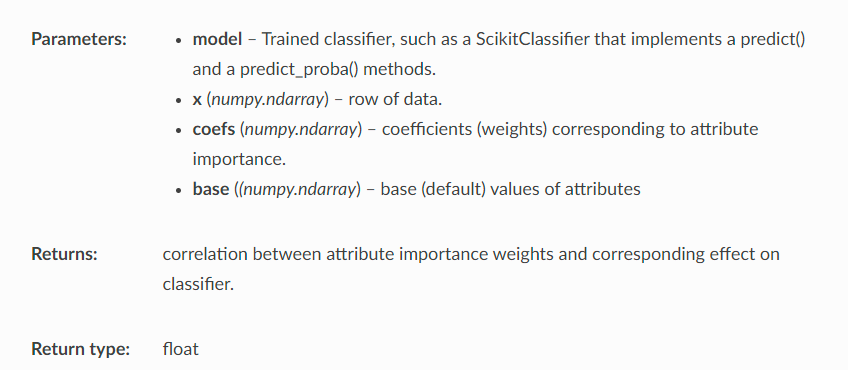 Parameters:
• model – Trained classifier, such as a ScikitClassifier that implements a predict()
and a predict_proba() methods.
• x (numpy.ndarray) – row of data.
• coefs (numpy.ndarray) – coefficients (weights) corresponding to attribute
importance.
• base ((numpy.ndarray) – base (default) values of attributes
Returns: correlation between attribute importance weights and corresponding effect on
classifier.
Return type: float